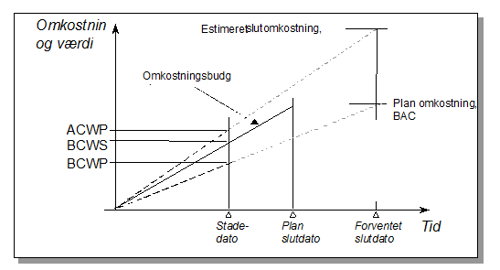 Omkostnin
og værdi
Estimeret slutomkostning,
Omkostningsbudg
Plan omkostning,
BAC
ACWP
BCWS
BCWP
Stade-
dato
Plan
slutdato
Forventet
slutdato
Tid